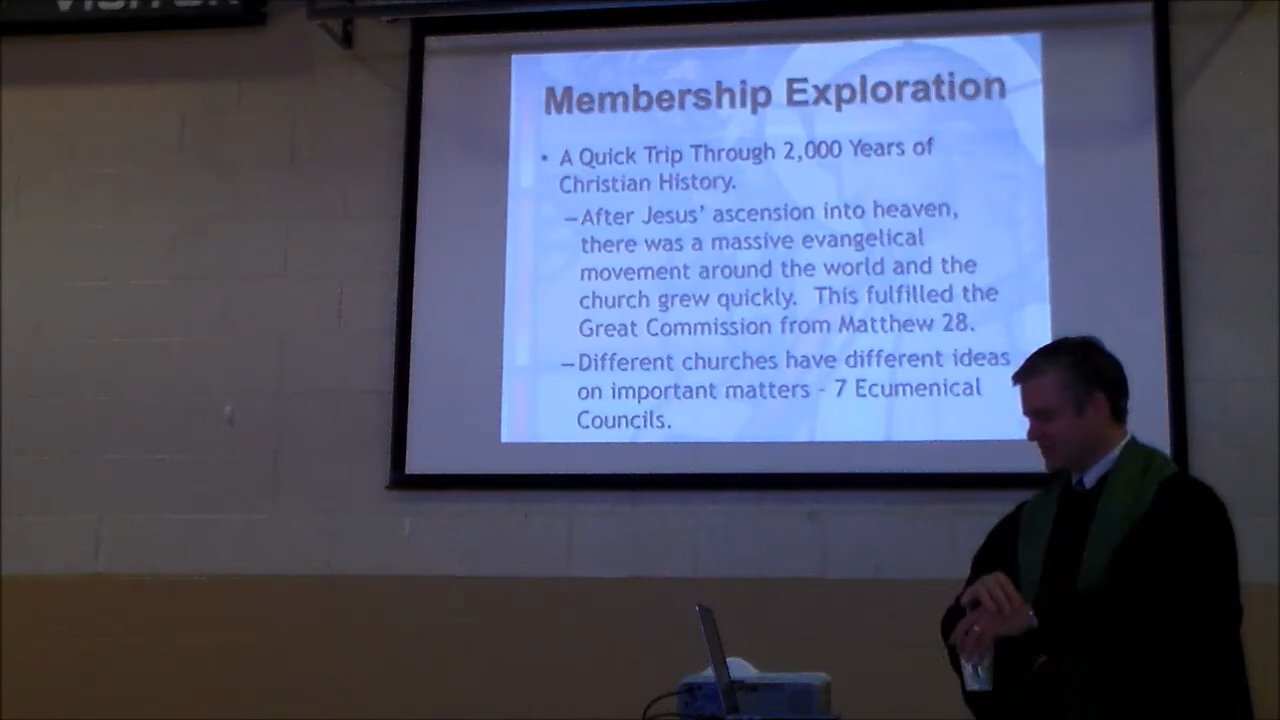 VISITOR
Membership Exploration
• A Quick Trip Through 2,000 Years of
Christian History.
–After Jesus’ ascension into heaven,
there was a massive evangelical
movement around the world and the
church grew quickly.  This fulfilled the
Great Commission from Matthew 28.
–Different churches have different ideas
on important matters - 7 Ecumenical
Councils.